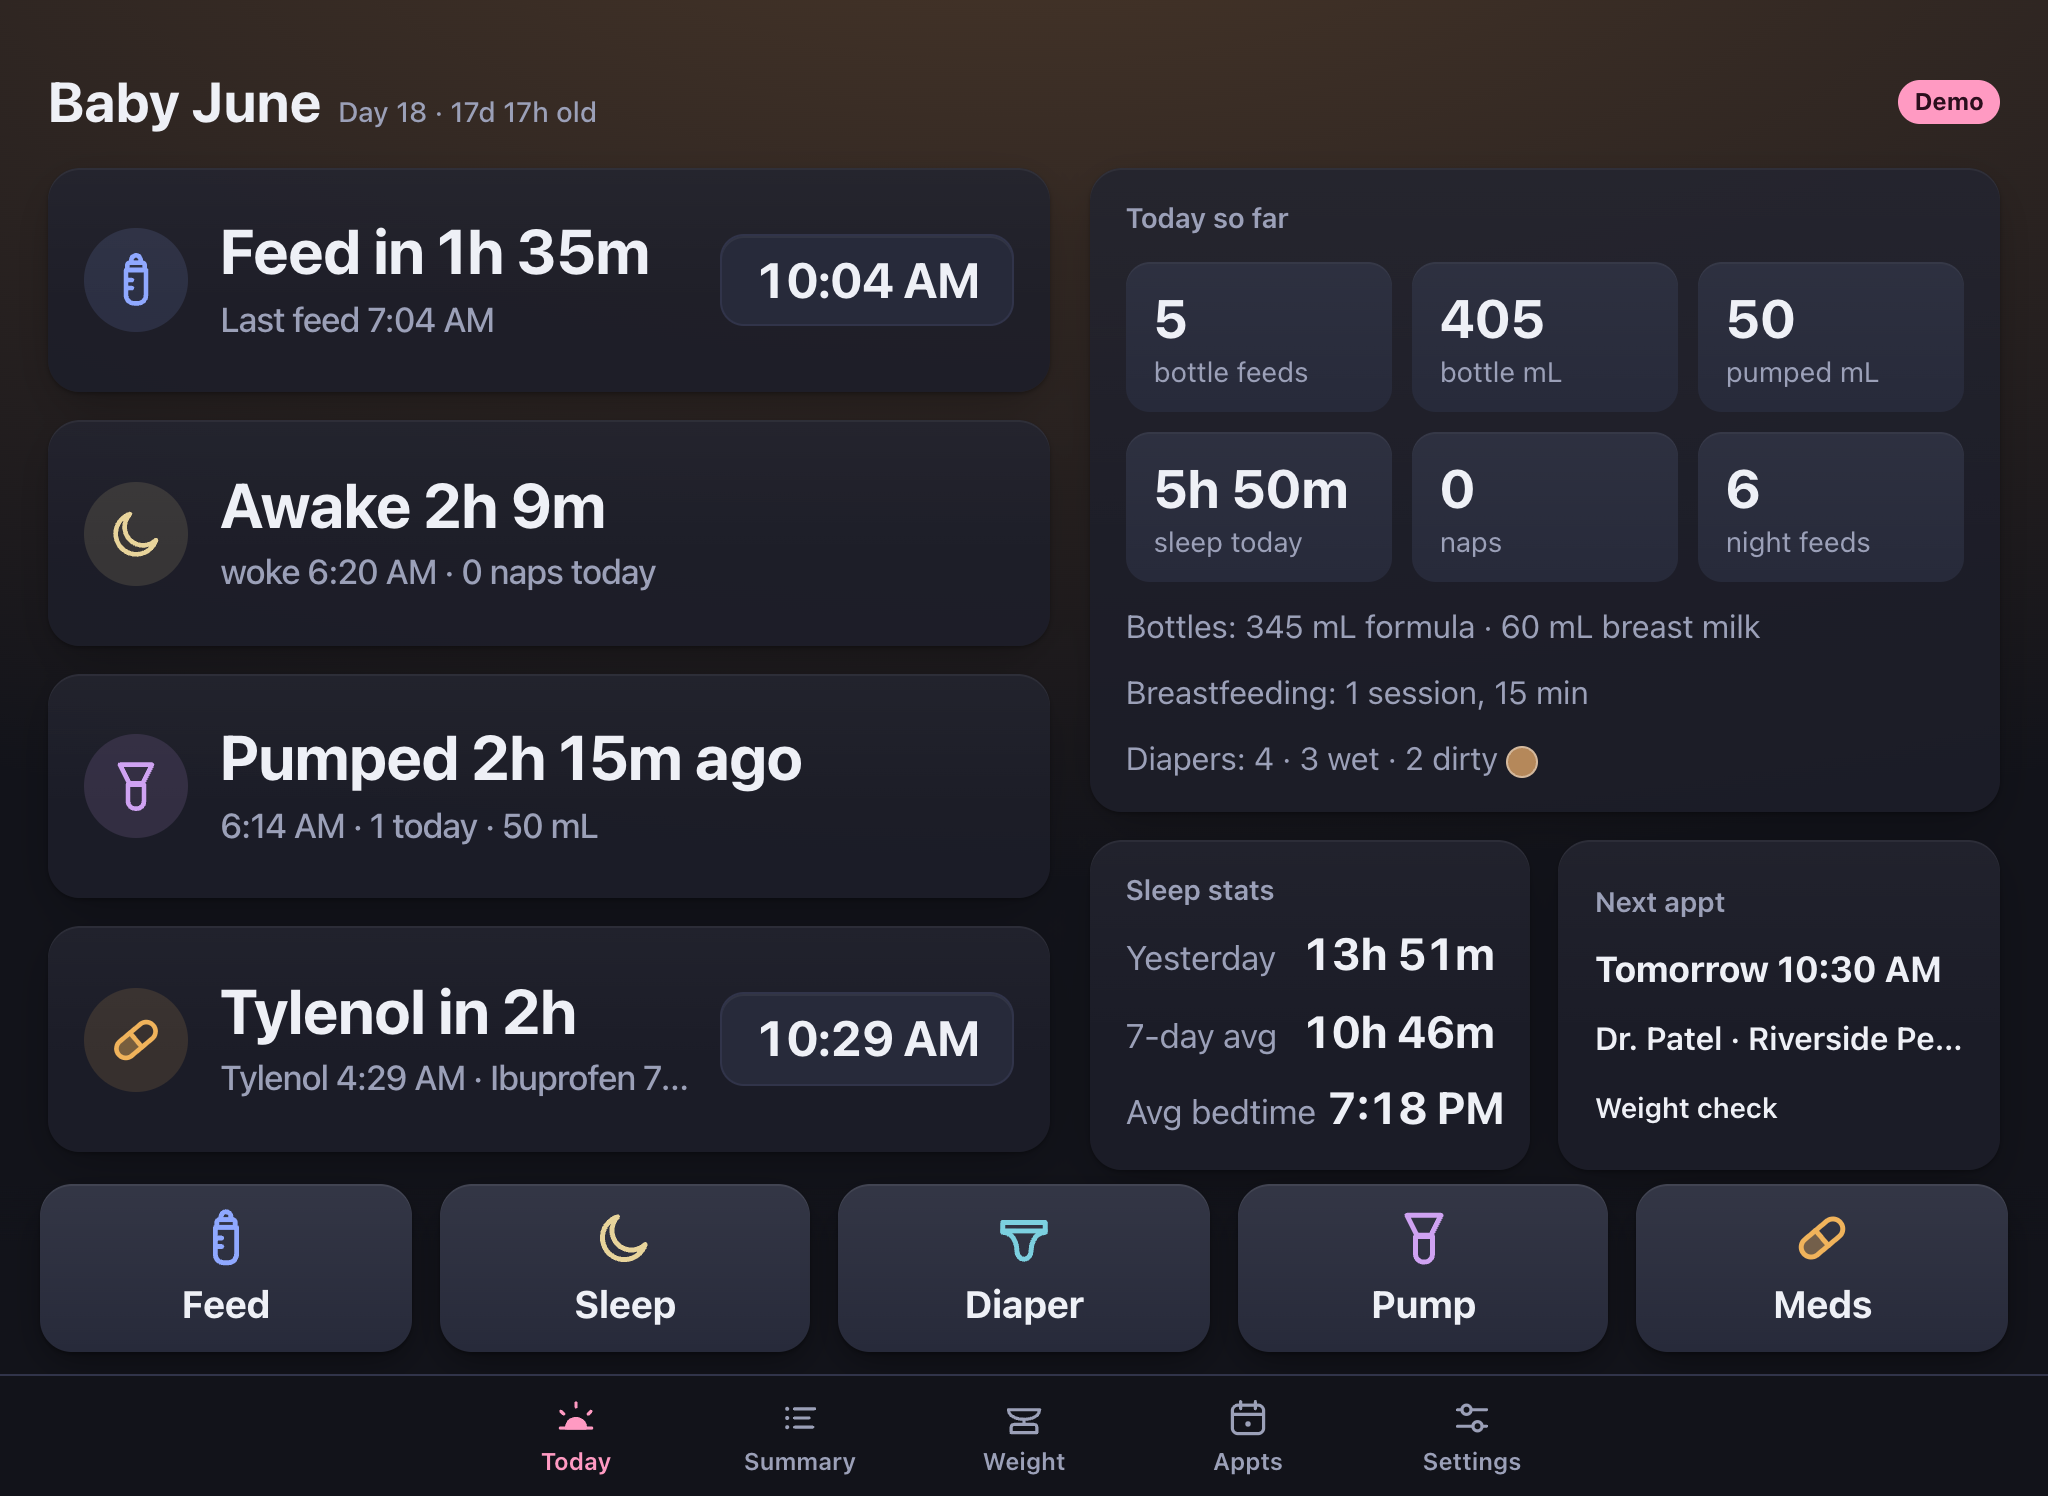 Baby June Day 18 · 17d 17h old
Demo
Feed in 1h 35m
Last feed 7:04 AM
10:04 AM
Awake 2h 9m
woke 6:20 AM · 0 naps today
Pumped 2h 15m ago
6:14 AM · 1 today · 50 mL
Tylenol in 2h
Tylenol 4:29 AM · Ibuprofen 7...
10:29 AM
Today so far
5
bottle feeds
405
bottle mL
50
pumped mL
5h 50m
sleep today
0
naps
6
night feeds
Bottles: 345 mL formula · 60 mL breast milk
Breastfeeding: 1 session, 15 min
Diapers: 4 · 3 wet · 2 dirty
Sleep stats
Yesterday 13h 51m
7-day avg 10h 46m
Avg bedtime 7:18 PM
Next appt
Tomorrow 10:30 AM
Dr. Patel · Riverside Pe...
Weight check
Feed
Sleep
Diaper
Pump
Meds
Today
Summary
Weight
Appts
Settings